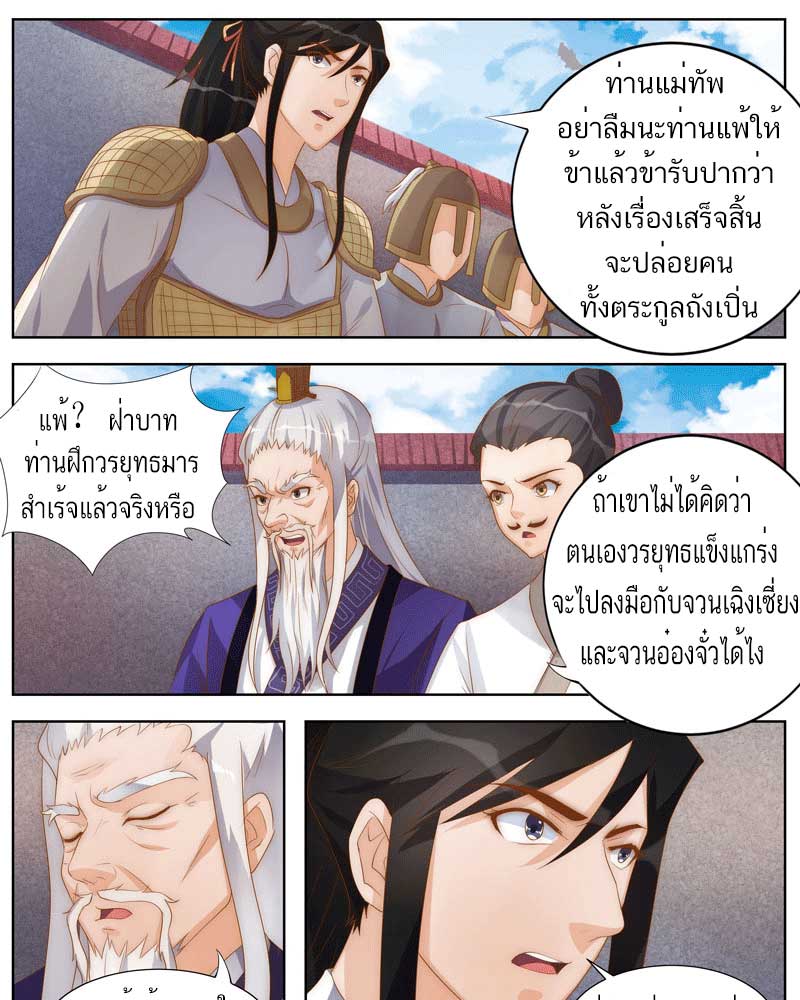 ท่านแม่ทัพ
อย่าลืมนะท่านแพ้ให้
ข้าแล้วข้ารับปากว่า
หลังเรื่องเสร็จสิ้น
จะปล่อยคน
ทั้งตระกูลถังเปิ่น
แพ้? ฝ่าบาท
ท่านฝึกวรยุทธมาร
สำเร้จแล้วจริงหรือ
ถ้าเขาไม่ได้คิดว่า
ตนเองวรยุทธแข็งแกร่ง
จะไปลงมือกับจวนเฉิงเซี่ยง
และจวนอ๋องจิ๋วได้ไง